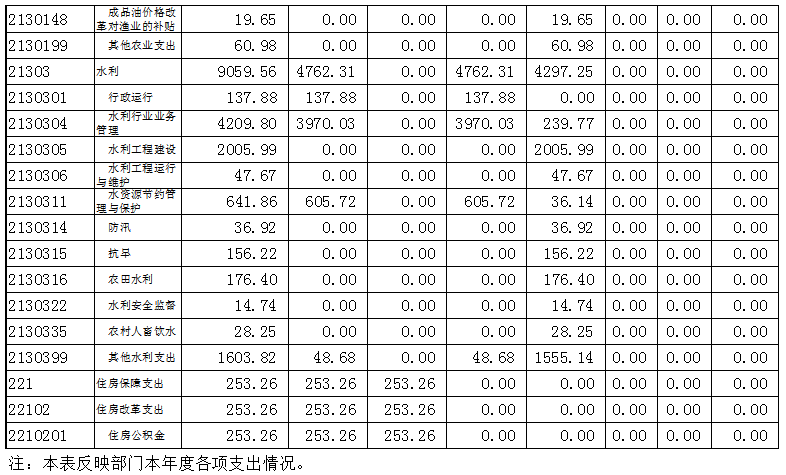 2130148 成品油价格改革对渔业的补贴 19.65 0.00 0.00 0.00 19.65 0.00 0.00 0.00
2130199 其他农业支出 60.98 0.00 0.00 0.00 60.98 0.00 0.00 0.00
21303 水利 9059.56 4762.31 0.00 4762.31 4297.25 0.00 0.00 0.00
2130301 行政运行 137.88 137.88 0.00 137.88 0.00 0.00 0.00 0.00
2130304 水利行业业务管理 4209.80 3970.03 0.00 3970.03 239.77 0.00 0.00 0.00
2130305 水利工程建设 2005.99 0.00 0.00 0.00 2005.99 0.00 0.00 0.00
2130306 水利工程运行与维护 47.67 0.00 0.00 0.00 47.67 0.00 0.00 0.00
2130311 水资源节约管理与保护 641.86 605.72 0.00 605.72 36.14 0.00 0.00 0.00
2130314 防汛 36.92 0.00 0.00 0.00 36.92 0.00 0.00 0.00
2130315 抗旱 156.22 0.00 0.00 0.00 156.22 0.00 0.00 0.00
2130316 农田水利 176.40 0.00 0.00 0.00 176.40 0.00 0.00 0.00
2130322 水利安全监督 14.74 0.00 0.00 0.00 14.74 0.00 0.00 0.00
2130335 农村人畜饮水 28.25 0.00 0.00 0.00 28.25 0.00 0.00 0.00
2130399 其他水利支出 1603.82 48.68 0.00 48.68 1555.14 0.00 0.00 0.00
221 住房保障支出 253.26 253.26 253.26 0.00 0.00 0.00 0.00 0.00
22102 住房改革支出 253.26 253.26 253.26 0.00 0.00 0.00 0.00 0.00
2210201 住房公积金 253.26 253.26 253.26 0.00 0.00 0.00 0.00 0.00
注：本表反映部门本年度各项支出情况。